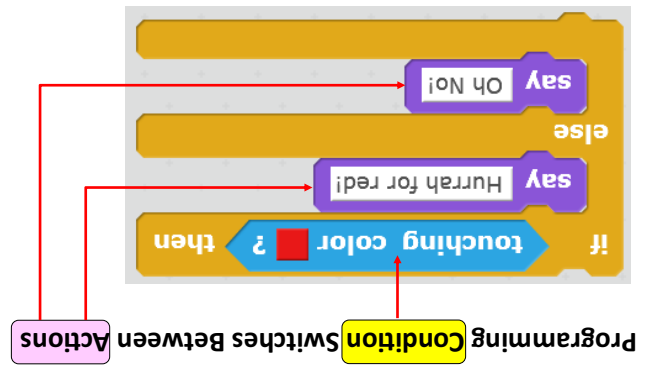 Programming Condition Switches Between Actions
if touching color ? then
say Hurrah for red!
else
say Oh No!